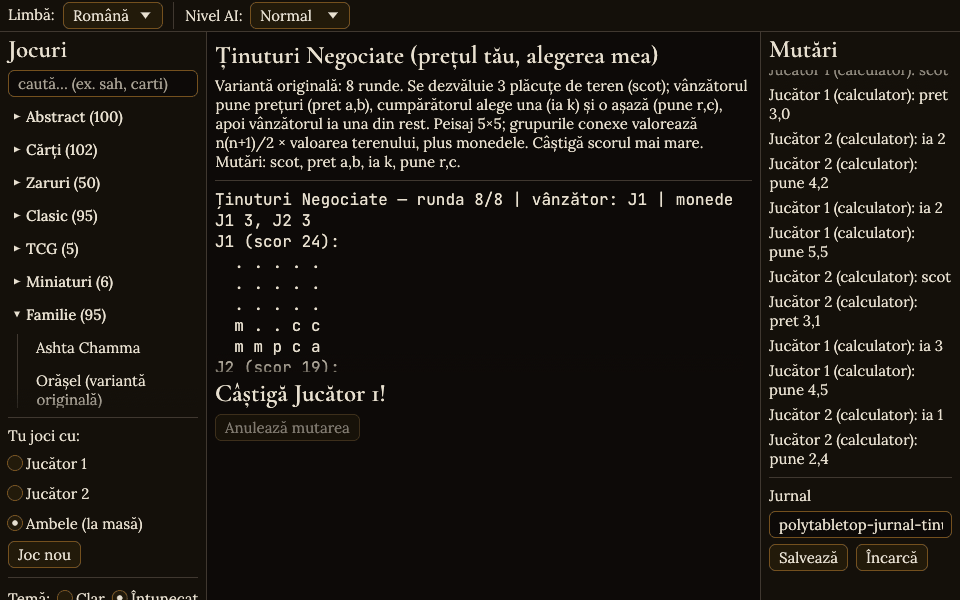 Limbă:
Română
Nivel AI:
Normal
Jocuri
caută... (ex. sah, carti)
Abstract (100)
Cărți (102)
Zaruri (50)
Clasic (95)
TCG (5)
Miniaturi (6)
Familie (95)
Ashta Chamma
Orășel (variantă
originală)
Tu joci cu:
Jucător 1
Jucător 2
Ambele (la masă)
Joc nou
Temă:
Clar
Întunecat
Ținuturi Negociate (prețul tău, alegerea mea)
Variantă originală: 8 runde. Se dezvăluie 3 plăcuțe de teren (scot); vânzătorul
pune prețuri (pret a,b), cumpărătorul alege una (ia k) și o așază (pune r,c),
apoi vânzătorul ia una din rest. Peisaj 5×5; grupurile conexe valorează
n(n+1)/2 × valoarea terenului, plus monedele. Câștigă scorul mai mare.
Mutări: scot, pret a,b, ia k, pune r,c.
Ținuturi Negociate — runda 8/8 | vânzător: J1 | monede
J1 3, J2 3
J1 (scor 24):
. . . . .
. . . . .
. . . . .
m . . c c
m m p c a
J2 (scor 19):
Câștigă Jucător 1!
Anulează mutarea
Mutări
Jucător 1 (calculator): scot
Jucător 1 (calculator): pret
3,0
Jucător 2 (calculator): ia 2
Jucător 2 (calculator):
pune 4,2
Jucător 1 (calculator): ia 2
Jucător 1 (calculator):
pune 5,5
Jucător 2 (calculator): scot
Jucător 2 (calculator):
pret 3,1
Jucător 1 (calculator): ia 3
Jucător 1 (calculator):
pune 4,5
Jucător 2 (calculator): ia 1
Jucător 2 (calculator):
pune 2,4
Jurnal
polytabletop-jurnal-tinu
Salvează
Încarcă